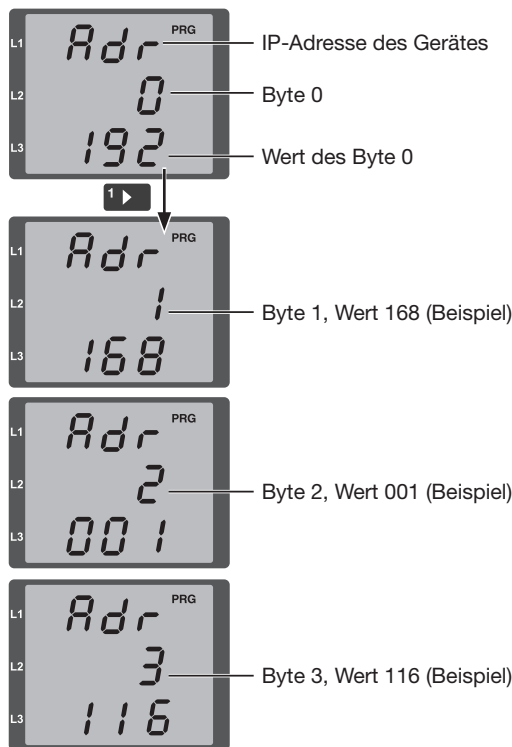 L1 Adr PRG IP-Adresse des Gerätes
L2 0 Byte 0
L3 192 Wert des Byte 0
1
L1 Adr PRG
L2 1 Byte 1, Wert 168 (Beispiel)
L3 168
L1 Adr PRG
L2 2 Byte 2, Wert 001 (Beispiel)
L3 001
L1 Adr PRG
L2 3 Byte 3, Wert 116 (Beispiel)
L3 116